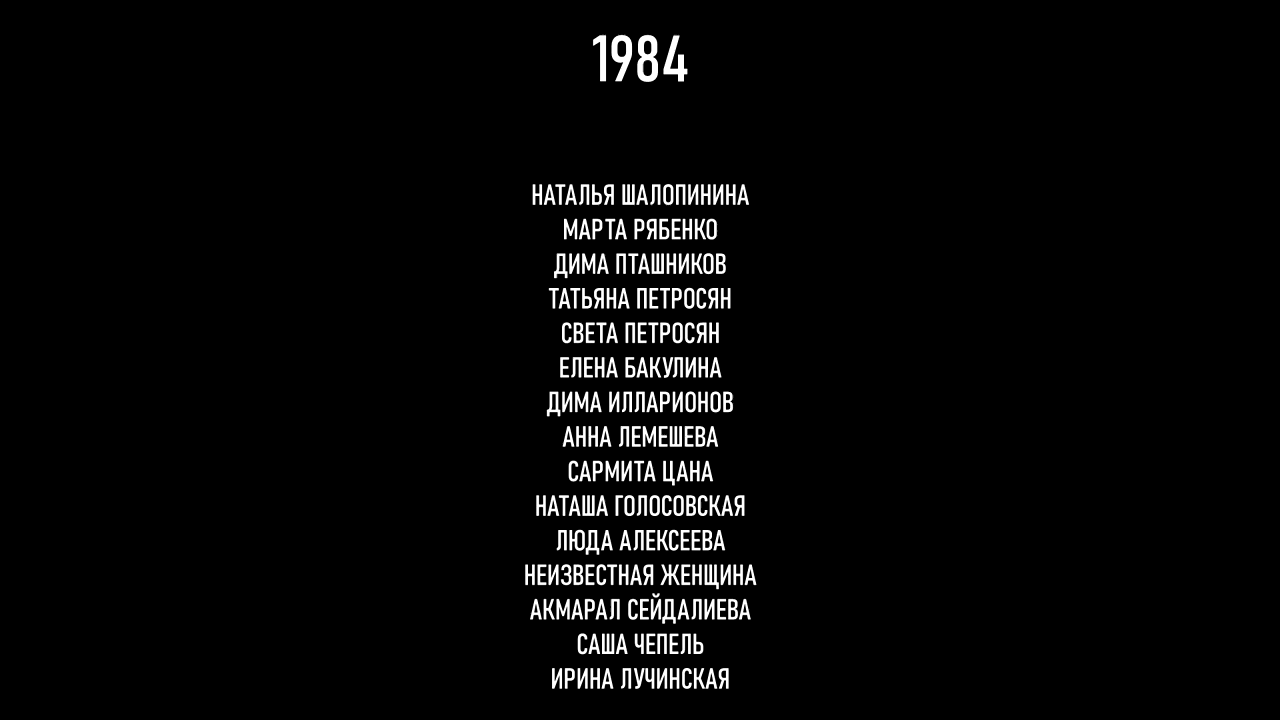 1984
НАТАЛЬЯ ШАЛОПИНИНА
МАРТА РЯБЕНКО
ДИМА ПТАШНИКОВ
ТАТЬЯНА ПЕТРОСЯН
СВЕТА ПЕТРОСЯН
ЕЛЕНА БАКУЛИНА
ДИМА ИЛЛАРИОНОВ
АННА ЛЕМЕШЕВА
САРМИТА ЦАНА
НАТАША ГОЛОСОВСКАЯ
ЛЮДА АЛЕКСЕЕВА
НЕИЗВЕСТНАЯ ЖЕНЩИНА
АКМАРАЛ СЕЙДАЛИЕВА
САША ЧЕПЕЛЬ
ИРИНА ЛУЧИНСКАЯ